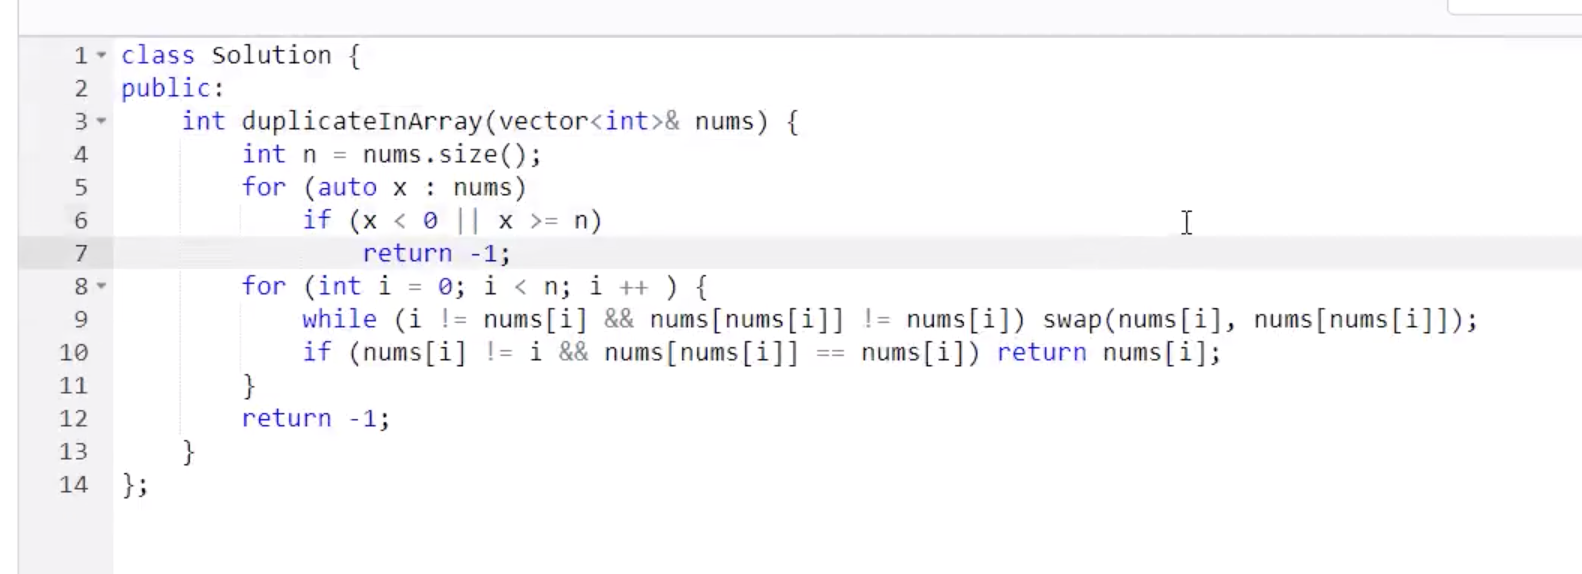 1 class Solution {
2 public:
3     int duplicateInArray(vector<int>& nums) {
4         int n = nums.size();
5         for (auto x : nums)
6             if (x < 0 || x >= n)
7                 return -1;
8         for (int i = 0; i < n; i ++ ) {
9             while (i != nums[i] && nums[nums[i]] != nums[i]) swap(nums[i], nums[nums[i]]);
10             if (nums[i] != i && nums[nums[i]] == nums[i]) return nums[i];
11         }
12         return -1;
13     }
14 };